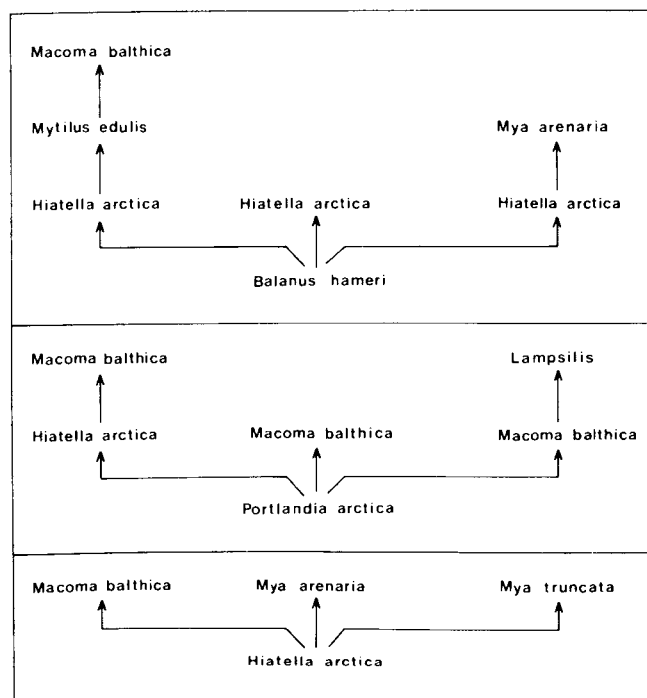 Macoma balthica
Mytilus edulis Mya arenaria
Hiatella arctica Hiatella arctica Hiatella arctica
Balanus hameri
Macoma balthica Lampsilis
Hiatella arctica Macoma balthica Macoma balthica
Portlandia arctica
Macoma balthica Mya arenaria Mya truncata
Hiatella arctica